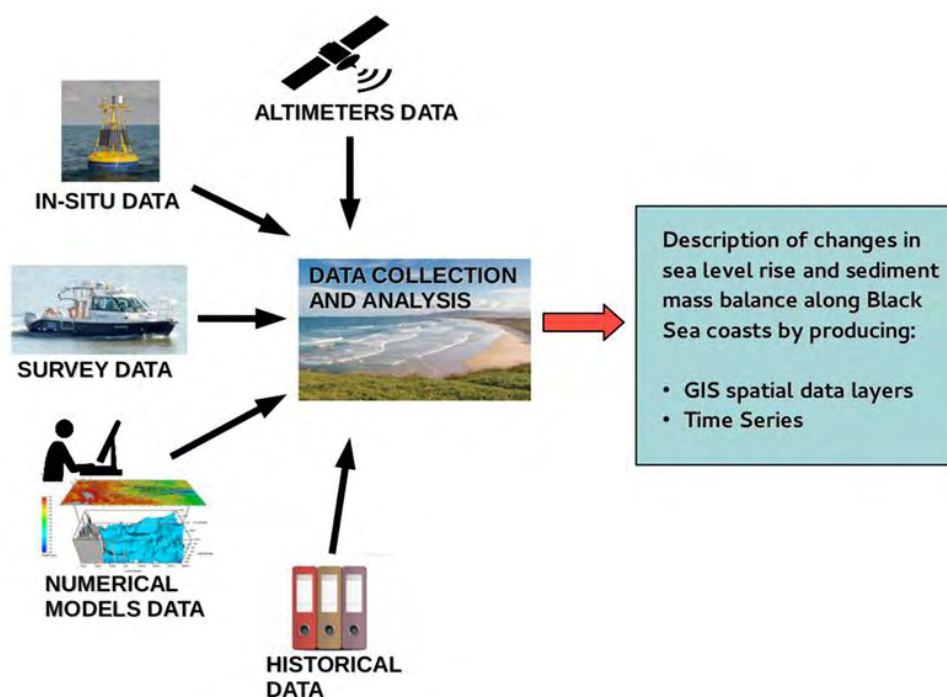 ALTIMETERS DATA
IN-SITU DATA
DATA COLLECTION
AND ANALYSIS
SURVEY DATA
NUMERICAL
MODELS DATA
HISTORICAL
DATA
Description of changes in
sea level rise and sediment
mass balance along Black
Sea coasts by producing:
• GIS spatial data layers
• Time Series